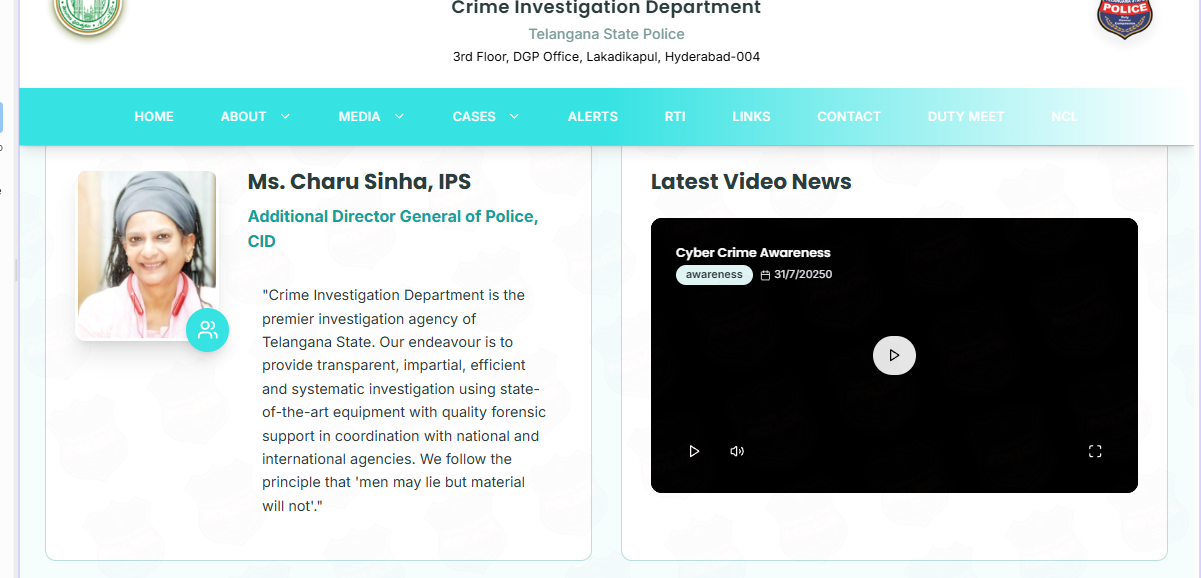 Crime Investigation Department
Telangana State Police
3rd Floor, DGP Office, Lakadikapul, Hyderabad-004
POLICE
HOME ABOUT MEDIA CASES ALERTS RTI LINKS CONTACT DUTY MEET NCL
Ms. Charu Sinha, IPS
Additional Director General of Police,
CID
"Crime Investigation Department is the
premier investigation agency of
Telangana State. Our endeavour is to
provide transparent, impartial, efficient
and systematic investigation using state-
of-the-art equipment with quality forensic
support in coordination with national and
international agencies. We follow the
principle that 'men may lie but material
will not'."
Latest Video News
Cyber Crime Awareness
awareness 31/7/20250